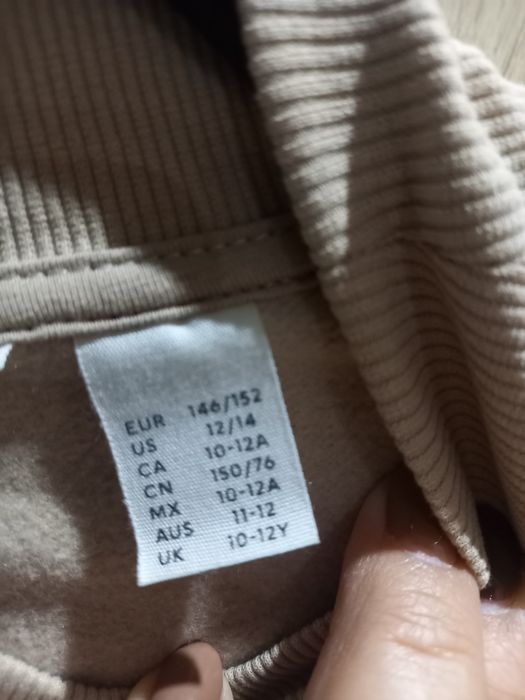 EUR 146/152
US 12/14
CA 10-12A
CN 150/76
MX 10-12A
AUS 11-12
UK 10-12Y